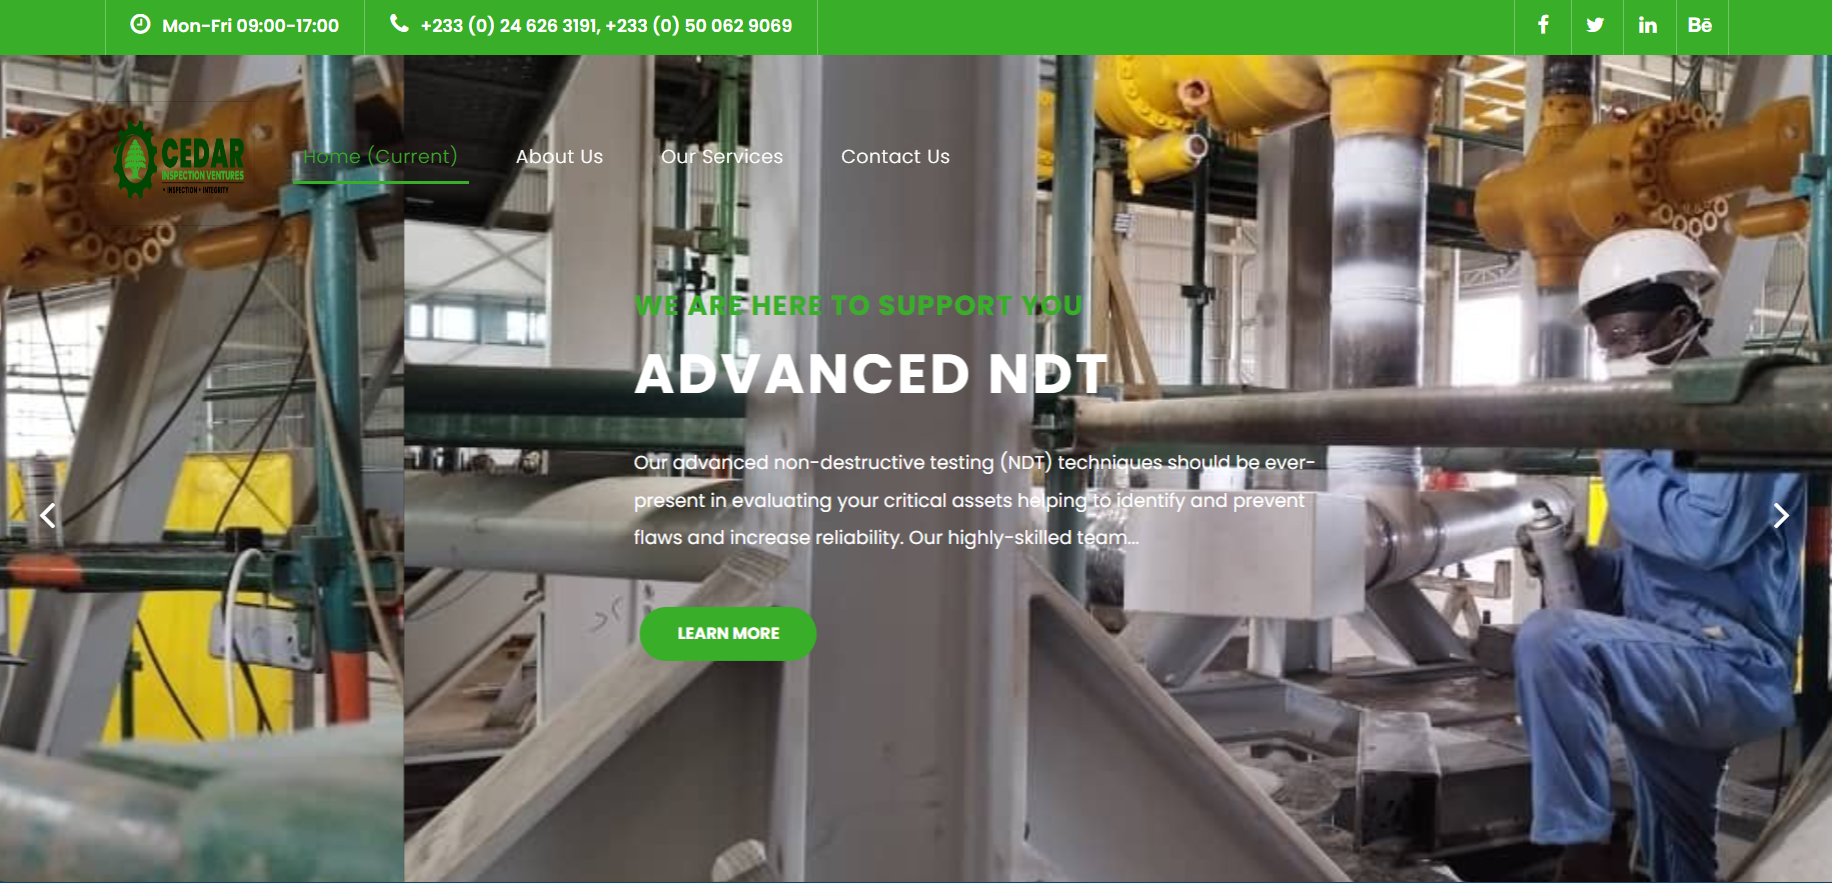 Mon-Fri 09:00-17:00
+233 (0) 24 626 3191, +233 (0) 50 062 9069
Bē
CEDAR
INSPECTION VENTURES
• INSPECTION • INTEGRITY
Home (Current)
About Us
Our Services
Contact Us
WE ARE HERE TO SUPPORT YOU
ADVANCED NDT
Our advanced non-destructive testing (NDT) techniques should be ever-
present in evaluating your critical assets helping to identify and prevent
flaws and increase reliability. Our highly-skilled team...
LEARN MORE